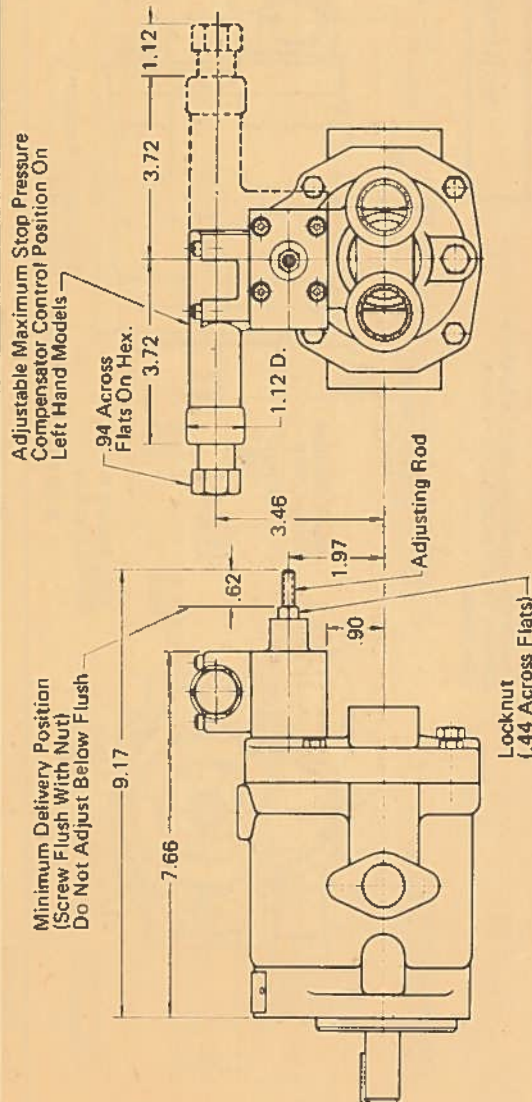 Adjustable Maximum Stop Pressure
Compensator Control Position On
Left Hand Models
3.72
3.72
1.12
.94 Across
Flats On Hex.
1.12 D.
3.46
1.97
.90
.62
Adjusting Rod
Locknut
(.44 Across Flats)
Minimum Delivery Position
(Screw Flush With Nut)
Do Not Adjust Below Flush
9.17
7.66